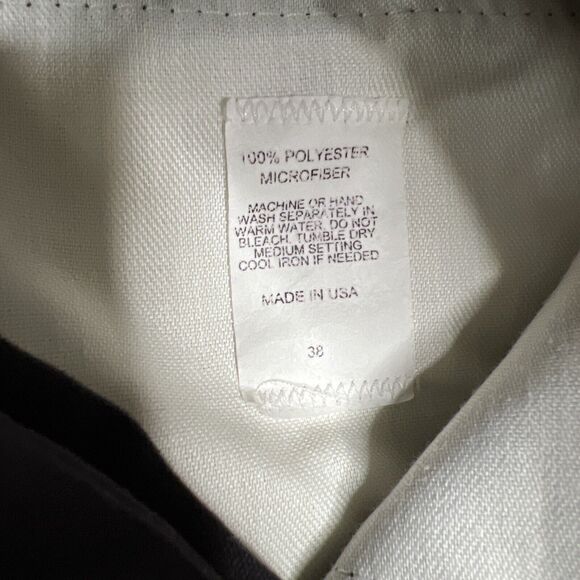 100% POLYESTER
MICROFIBER
MACHINE OR HAND
WASH SEPARATELY IN
WARM WATER. DO NOT
BLEACH. TUMBLE DRY
MEDIUM SETTING
COOL IRON IF NEEDED
MADE IN USA
38